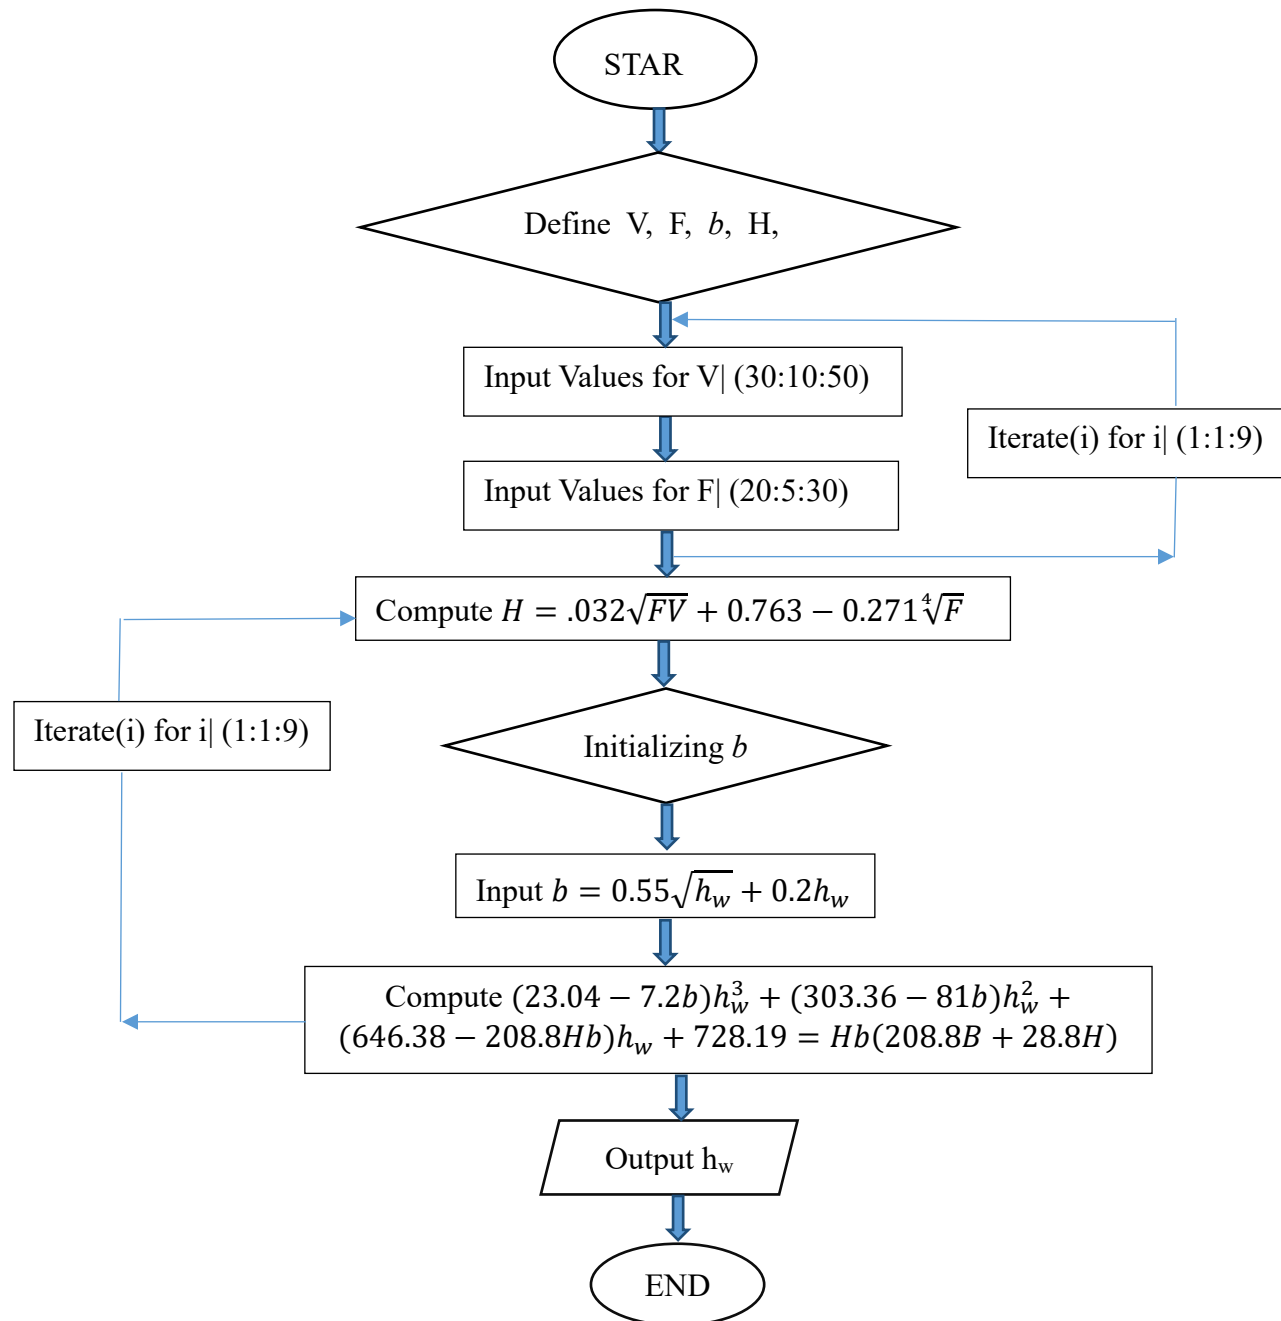 STAR
Define V, F, b, H,
Input Values for V| (30:10:50)
Iterate(i) for i| (1:1:9)
Input Values for F| (20:5:30)
Compute H = .032√FV + 0.763 − 0.271∜F
Iterate(i) for i| (1:1:9)
Initializing b
Input b = 0.55√h_w + 0.2h_w
Compute (23.04 − 7.2b)h_w^3 + (303.36 − 81b)h_w^2 +
(646.38 − 208.8Hb)h_w + 728.19 = Hb(208.8B + 28.8H)
Output h_w
END